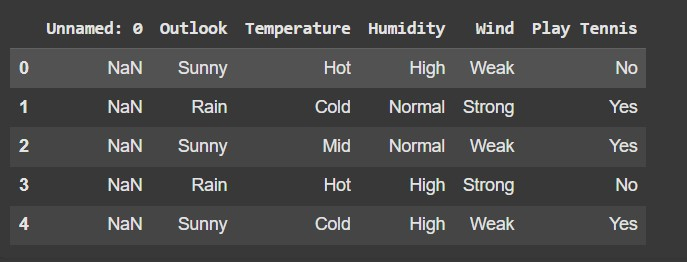 Unnamed: 0 Outlook Temperature Humidity Wind Play Tennis
0 NaN Sunny Hot High Weak No
1 NaN Rain Cold Normal Strong Yes
2 NaN Sunny Mid Normal Weak Yes
3 NaN Rain Hot High Strong No
4 NaN Sunny Cold High Weak Yes